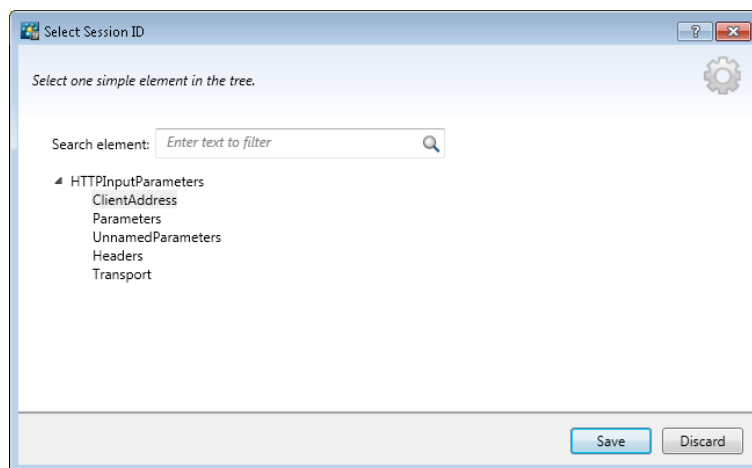 Select Session ID
?
Select one simple element in the tree.
Search element: Enter text to filter
HTTPInputParameters
ClientAddress
Parameters
UnnamedParameters
Headers
Transport
Save Discard